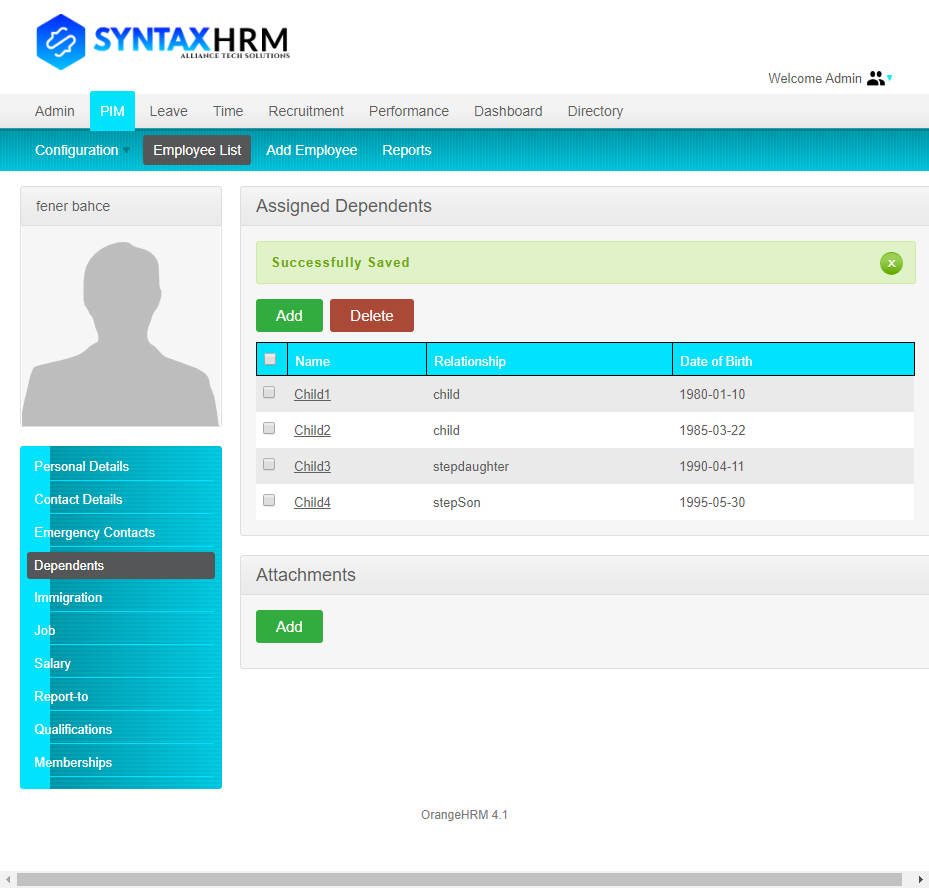 SYNTAXHRM
ALLIANCE TECH SOLUTIONS
Welcome Admin
Admin PIM Leave Time Recruitment Performance Dashboard Directory
Configuration Employee List Add Employee Reports
fener bahce
Assigned Dependents
Successfully Saved
Add Delete
Name Relationship Date of Birth
Child1 child 1980-01-10
Child2 child 1985-03-22
Child3 stepdaughter 1990-04-11
Child4 stepSon 1995-05-30
Personal Details
Contact Details
Emergency Contacts
Dependents
Immigration
Job
Salary
Report-to
Qualifications
Memberships
Attachments
Add
OrangeHRM 4.1